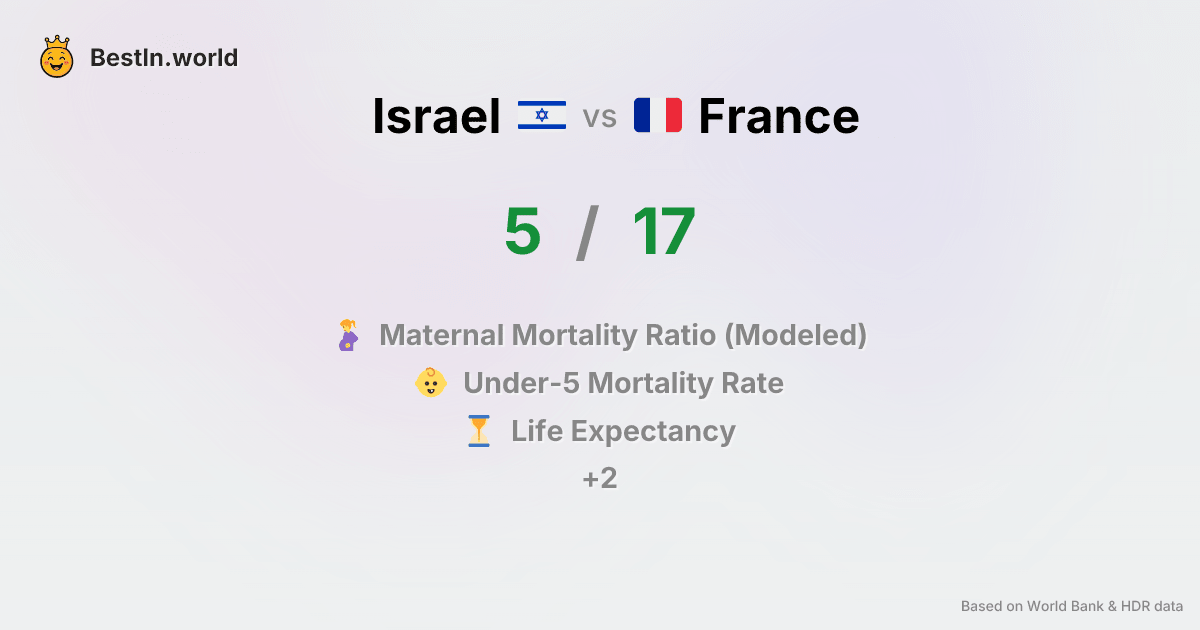 BestIn.world
Israel vs France
5 / 17
Maternal Mortality Ratio (Modeled)
Under-5 Mortality Rate
Life Expectancy
+2
Based on World Bank & HDR data